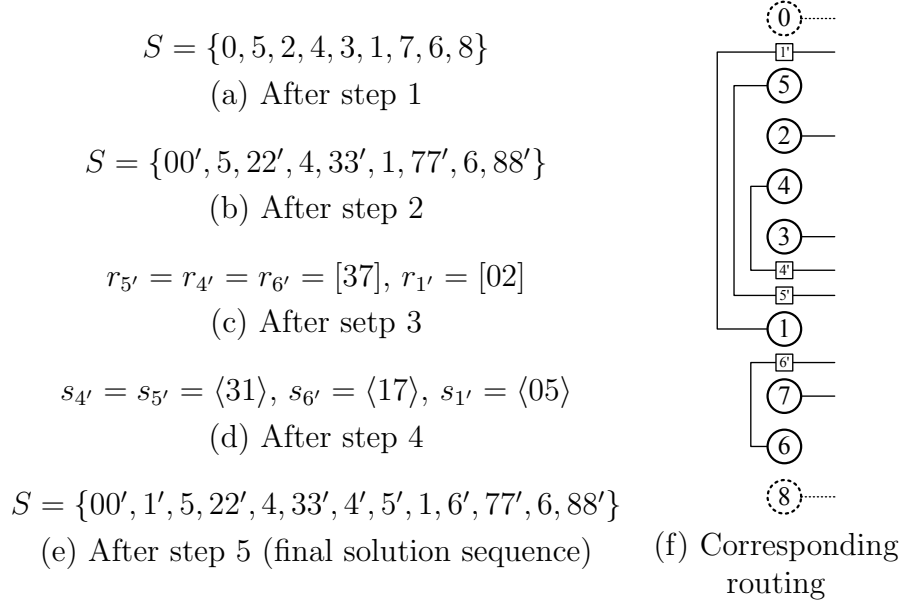 S = {0, 5, 2, 4, 3, 1, 7, 6, 8}
(a) After step 1
S = {00′, 5, 22′, 4, 33′, 1, 77′, 6, 88′}
(b) After step 2
r5′ = r4′ = r6′ = [37], r1′ = [02]
(c) After setp 3
s4′ = s5′ = ⟨31⟩, s6′ = ⟨17⟩, s1′ = ⟨05⟩
(d) After step 4
S = {00′, 1′, 5, 22′, 4, 33′, 4′, 5′, 1, 6′, 77′, 6, 88′}
(e) After step 5 (final solution sequence)
0
1'
5
2
4
3
4'
5'
1
6'
7
6
8
(f) Corresponding
routing